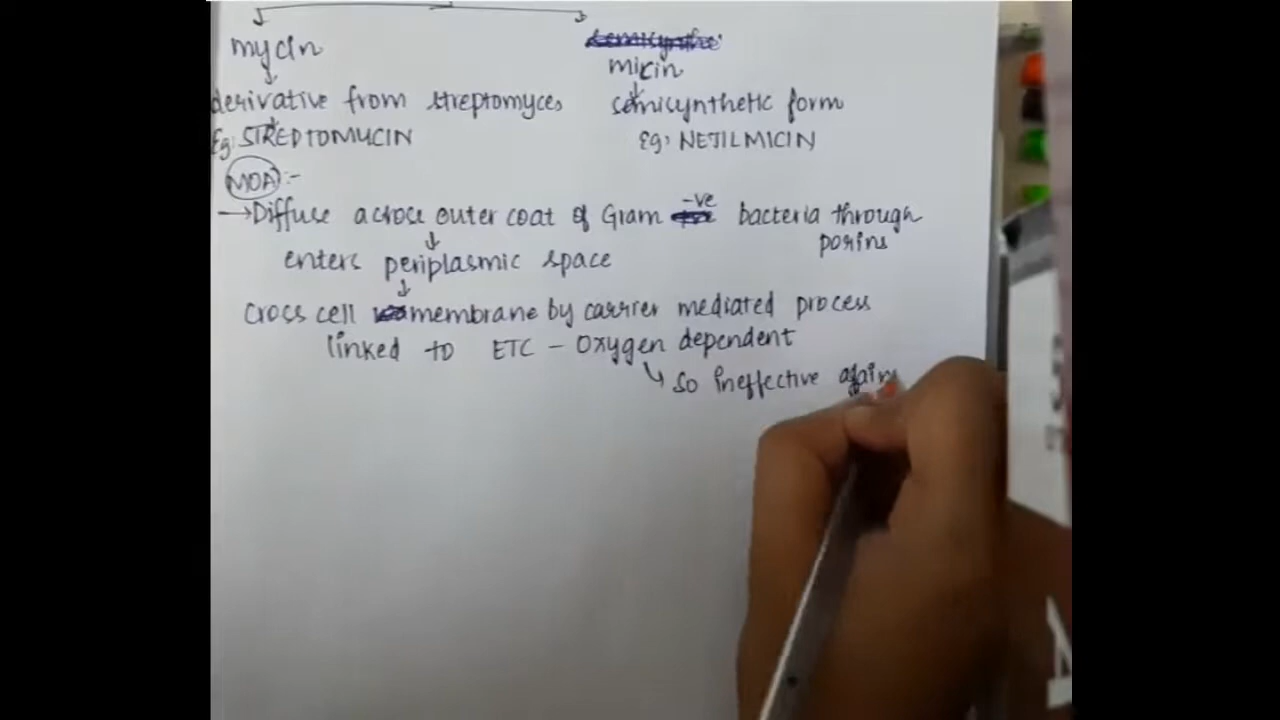 mycin
micin
derivative from streptomyces
semisynthetic form
Eg: STREPTOMYCIN
Eg: NETILMICIN
MOA :-
→ Diffuse across outer coat of Gram -ve bacteria through
porins
enters periplasmic space
Cross cell membrane by carrier mediated process
linked to ETC - Oxygen dependent
so ineffective again